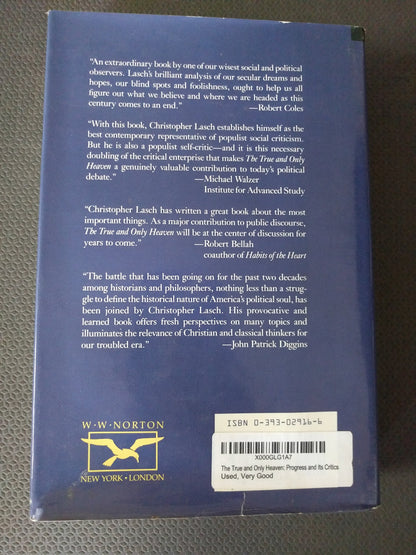 "An extraordinary book by one of our wisest social and political
observers. Lasch's brilliant analysis of our secular dreams and
hopes, our blind spots and foolishness, ought to help us all
figure out what we believe and where we are headed as this
century comes to an end."
—Robert Coles
"With this book, Christopher Lasch establishes himself as the
best contemporary representative of populist social criticism.
But he is also a populist self-critic—and it is this necessary
doubling of the critical enterprise that makes The True and Only
Heaven a genuinely valuable contribution to today's political
debate."
—Michael Walzer
Institute for Advanced Study
"Christopher Lasch has written a great book about the most
important things. As a major contribution to public discourse,
The True and Only Heaven will be at the center of discussion for
years to come."
—Robert Bellah
coauthor of Habits of the Heart
"The battle that has been going on for the past two decades
among historians and philosophers, nothing less than a strug-
gle to define the historical nature of America's political soul, has
been joined by Christopher Lasch. His provocative and
learned book offers fresh perspectives on many topics and
illuminates the relevance of Christian and classical thinkers for
our troubled era."
—John Patrick Diggins
W·W·NORTON
NEW YORK · LONDON
ISBN 0-393-02916-6
X000GLG1A7
The True and Only Heaven: Progress and Its Critics
Used, Very Good